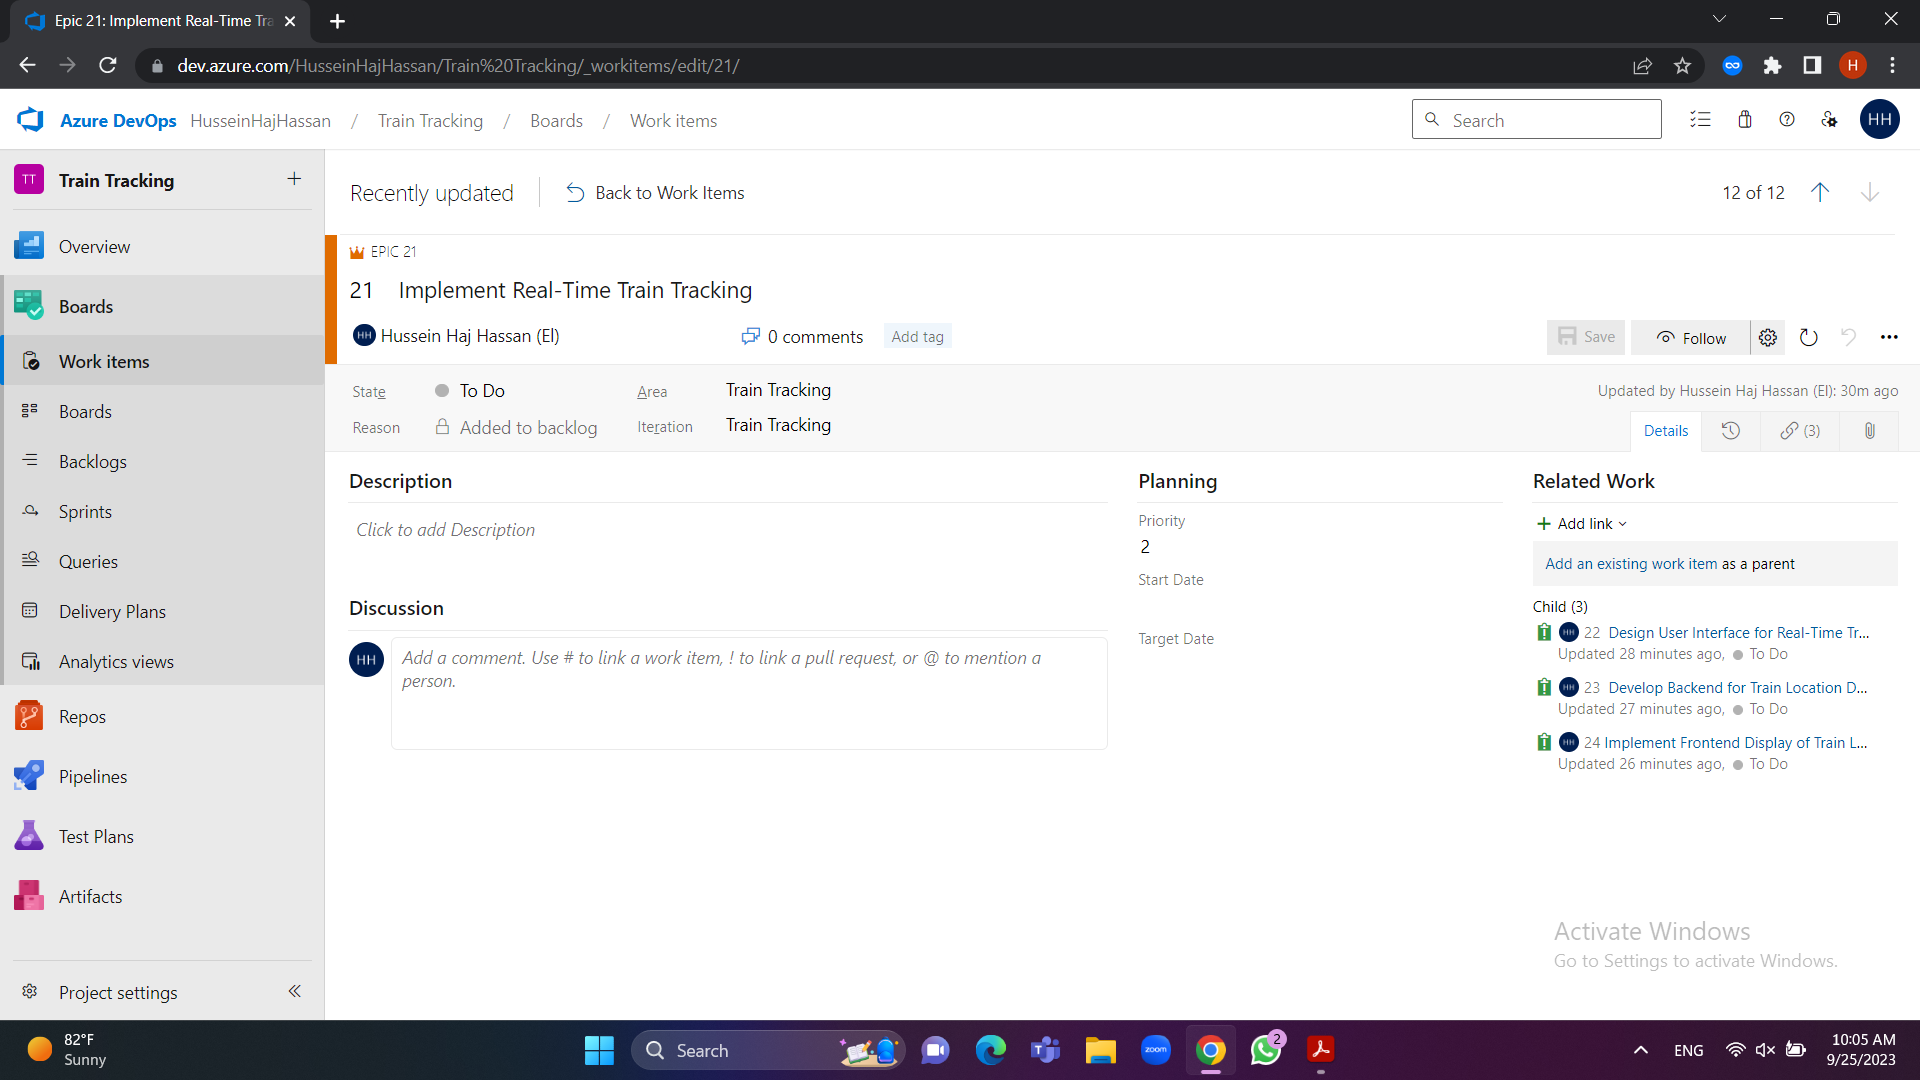 Epic 21: Implement Real-Time Tra
dev.azure.com/HusseinHajHassan/Train%20Tracking/_workitems/edit/21/
H
Azure DevOps HusseinHajHassan / Train Tracking / Boards / Work items
Search
HH
TT Train Tracking
Overview
Boards
Work items
Boards
Backlogs
Sprints
Queries
Delivery Plans
Analytics views
Repos
Pipelines
Test Plans
Artifacts
Project settings
Recently updated
Back to Work Items
12 of 12
EPIC 21
21 Implement Real-Time Train Tracking
HH Hussein Haj Hassan (El)
0 comments
Add tag
Save
Follow
State To Do
Reason Added to backlog
Area Train Tracking
Iteration Train Tracking
Updated by Hussein Haj Hassan (El): 30m ago
Details
(3)
Description
Click to add Description
Discussion
HH
Add a comment. Use # to link a work item, ! to link a pull request, or @ to mention a
person.
Planning
Priority
2
Start Date
Target Date
Related Work
Add link
Add an existing work item as a parent
Child (3)
HH 22 Design User Interface for Real-Time Tr...
Updated 28 minutes ago, To Do
HH 23 Develop Backend for Train Location D...
Updated 27 minutes ago, To Do
HH 24 Implement Frontend Display of Train L...
Updated 26 minutes ago, To Do
Activate Windows
Go to Settings to activate Windows.
82°F
Sunny
Search
zoom
2
ENG
10:05 AM
9/25/2023